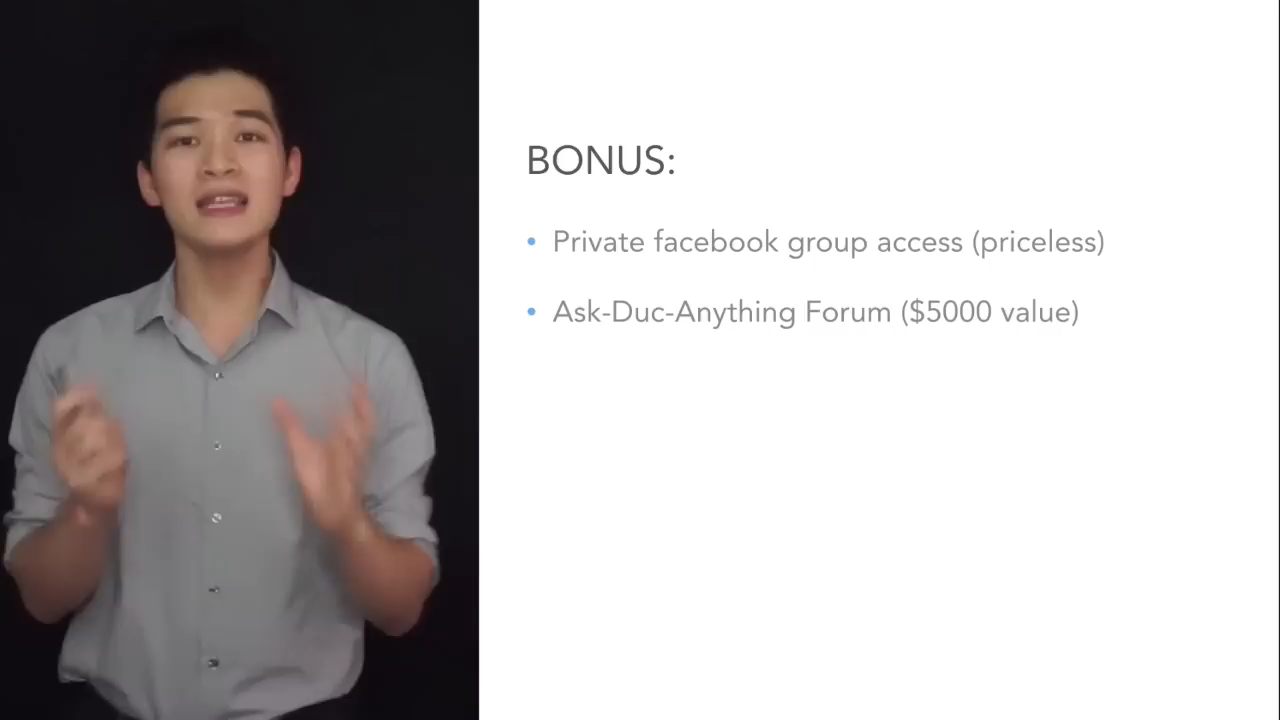 BONUS:
• Private facebook group access (priceless)
• Ask-Duc-Anything Forum ($5000 value)